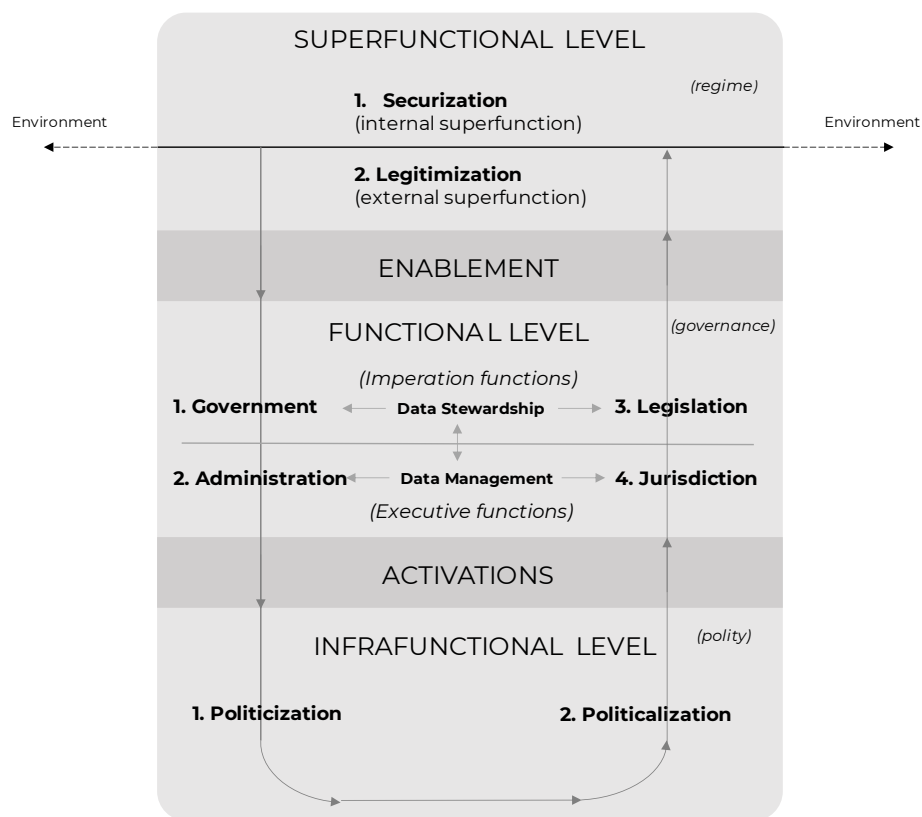 SUPERFUNCTIONAL LEVEL
(regime)
1. Securization
(internal superfunction)
Environment
Environment
2. Legitimization
(external superfunction)
ENABLEMENT
FUNCTIONAL LEVEL
(governance)
(Imperation functions)
1. Government
Data Stewardship
3. Legislation
2. Administration
Data Management
4. Jurisdiction
(Executive functions)
ACTIVATIONS
INFRAFUNCTIONAL LEVEL
(polity)
1. Politicization
2. Politicalization